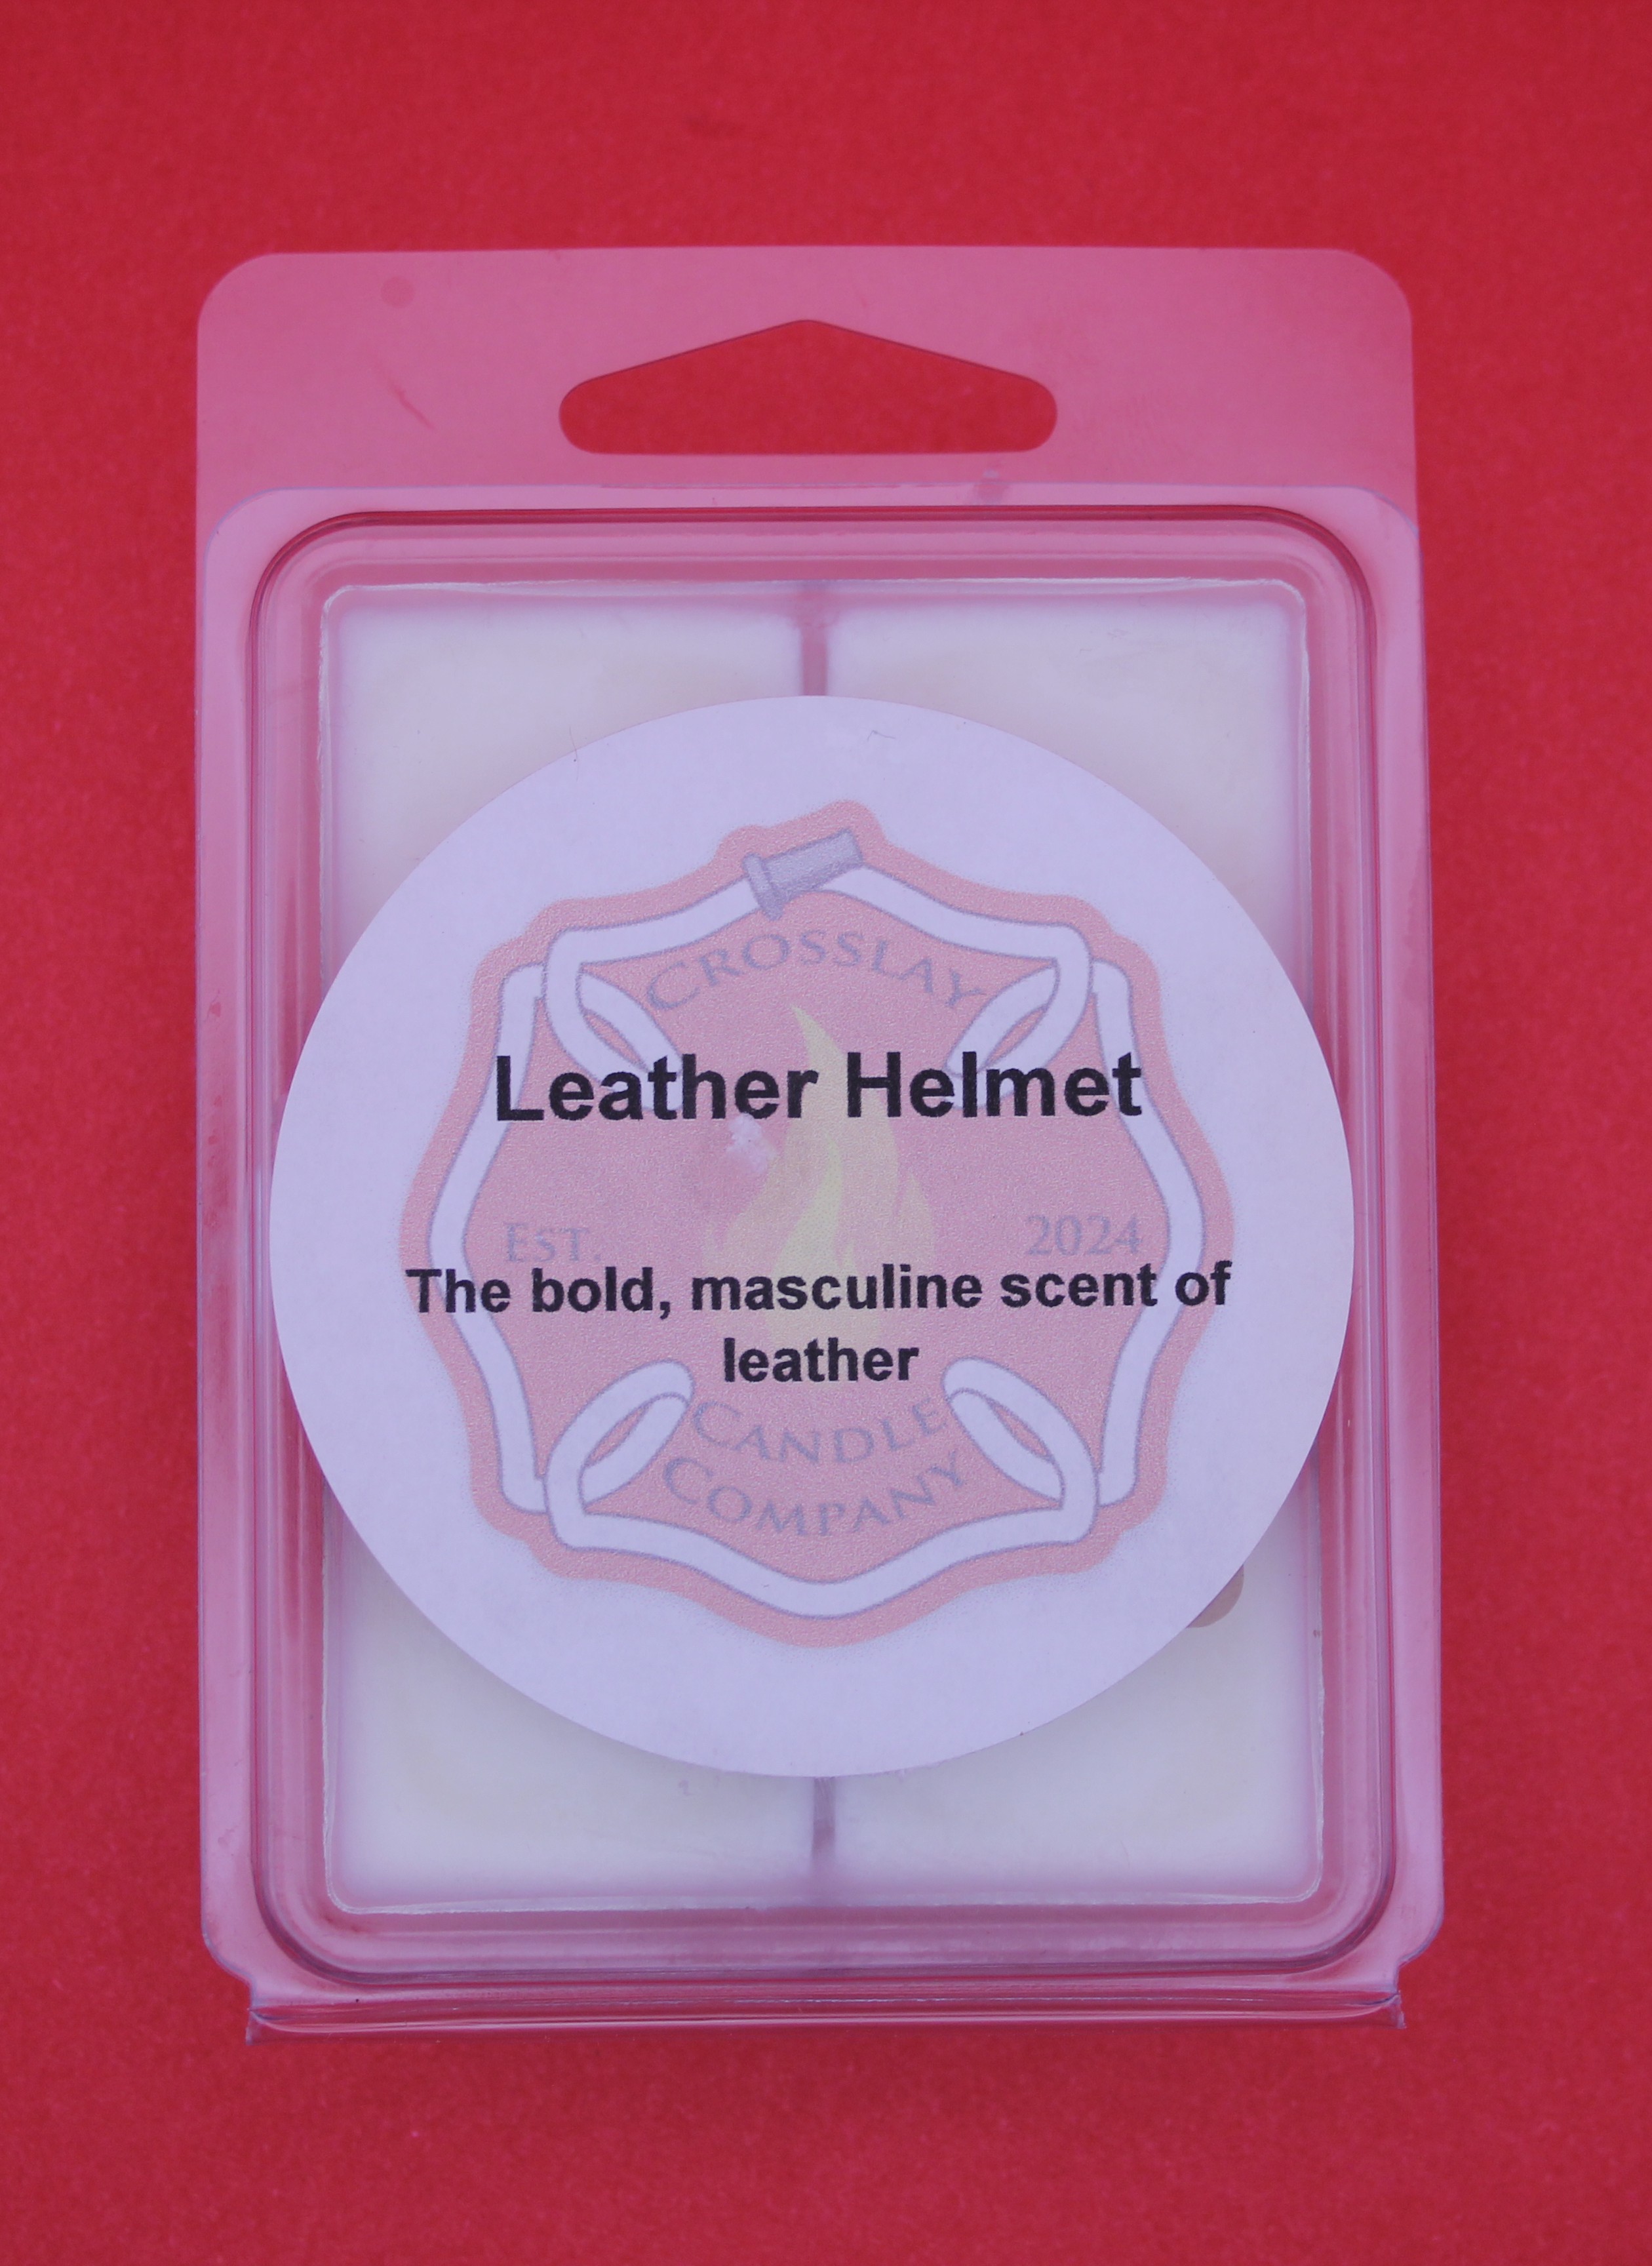 CROSSLAY
Leather Helmet
EST. 2024
The bold, masculine scent of
leather
CANDLE
COMPANY